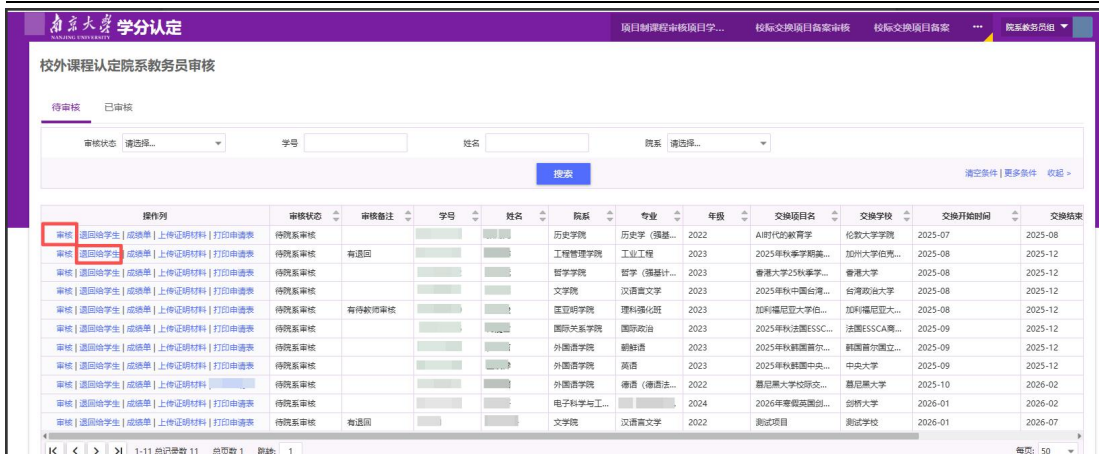 南京大学 学分认定 项目制课程审核项目学... 校际交换项目备案审核 校际交换项目备案 ... 院系教务员组
NANJING UNIVERSITY
校外课程认定院系教务员审核
待审核 已审核
审核状态 请选择... 学号 姓名 院系 请选择...
搜索 清空条件 | 更多条件 收起 >
操作列 审核状态 审核备注 学号 姓名 院系 专业 年级 交换项目名 交换学校 交换开始时间 交换结束
审核 | 退回给学生 | 成绩单 | 上传证明材料 | 打印申请表 待院系审核 历史学院 历史学（强基... 2022 AI时代的教育学 伦敦大学学院 2025-07 2025-08
审核 | 退回给学生 | 成绩单 | 上传证明材料 | 打印申请表 待院系审核 有退回 工程管理学院 工业工程 2023 2025年秋季学期美... 加州大学伯克... 2025-08 2025-12
审核 | 退回给学生 | 成绩单 | 上传证明材料 | 打印申请表 待院系审核 哲学学院 哲学（强基计... 2023 香港大学25秋季学... 香港大学 2025-08 2025-12
审核 | 退回给学生 | 成绩单 | 上传证明材料 | 打印申请表 待院系审核 文学院 汉语言文学 2023 2025年秋中国台湾... 台湾政治大学 2025-08 2025-12
审核 | 退回给学生 | 成绩单 | 上传证明材料 | 打印申请表 待院系审核 有待教师审核 匡亚明学院 理科强化班 2023 加利福尼亚大学伯... 加利福尼亚大... 2025-08 2025-12
审核 | 退回给学生 | 成绩单 | 上传证明材料 | 打印申请表 待院系审核 国际关系学院 国际政治 2023 2025年秋法国ESSC... 法国ESSCA商... 2025-09 2025-12
审核 | 退回给学生 | 成绩单 | 上传证明材料 | 打印申请表 待院系审核 外国语学院 朝鲜语 2023 2025年秋韩国首尔... 韩国首尔国立... 2025-09 2025-12
审核 | 退回给学生 | 成绩单 | 上传证明材料 | 打印申请表 待院系审核 外国语学院 英语 2023 2025年秋韩国中央... 中央大学 2025-09 2025-12
审核 | 退回给学生 | 成绩单 | 上传证明材料 待院系审核 外国语学院 德语（德语法... 2022 慕尼黑大学校际交... 慕尼黑大学 2025-10 2026-02
审核 | 退回给学生 | 成绩单 | 上传证明材料 | 打印申请表 待院系审核 电子科学与工... 2024 2026年寒假英国剑... 剑桥大学 2026-01 2026-02
审核 | 退回给学生 | 成绩单 | 上传证明材料 | 打印申请表 待院系审核 有退回 文学院 汉语言文学 2022 测试项目 测试学校 2026-01 2026-07
1-11 总记录数 11 总页数 1 跳转: 1 每页: 50